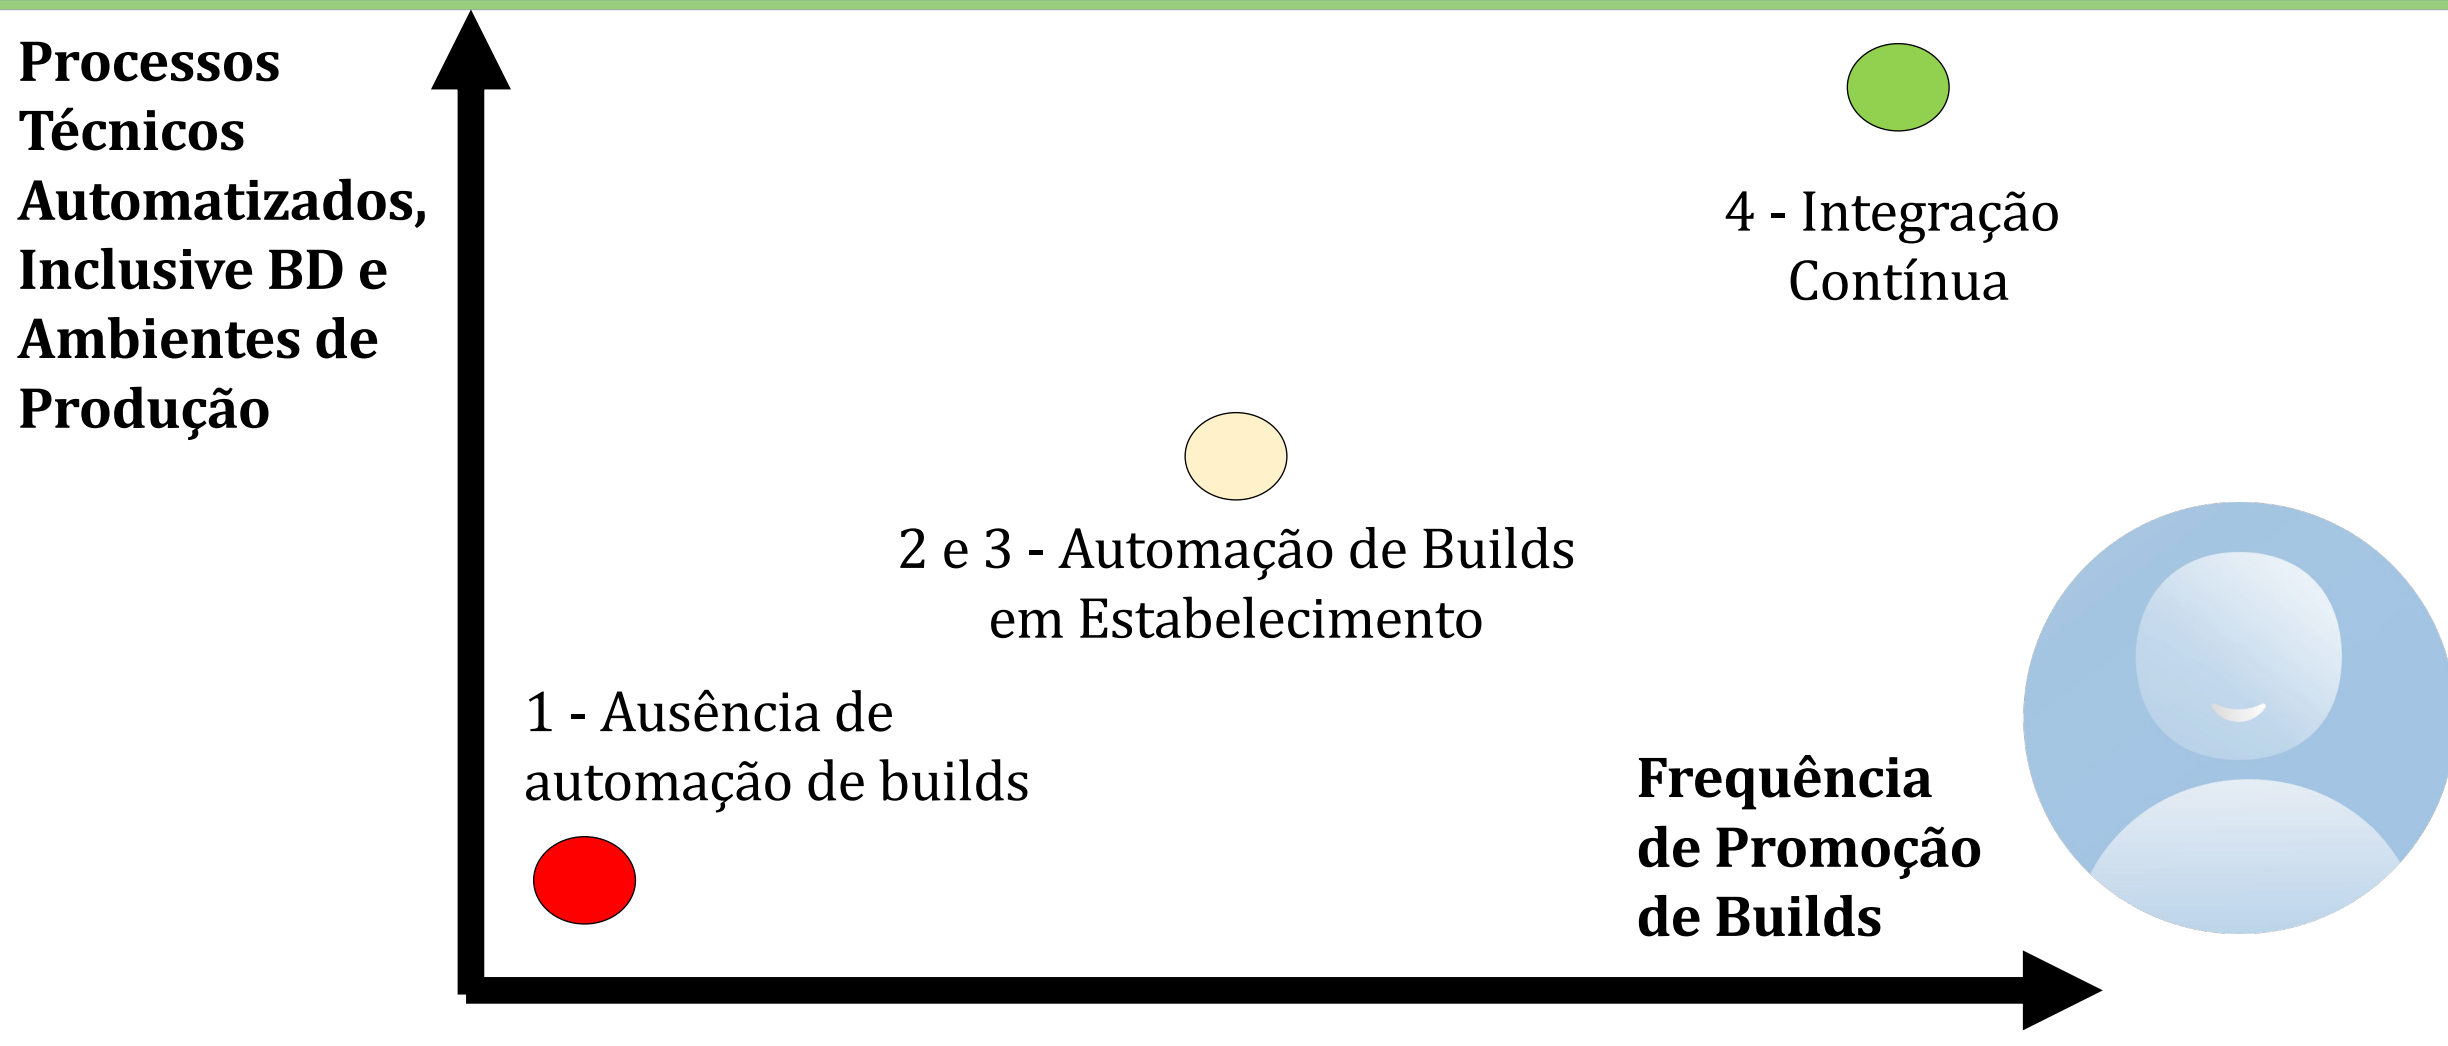 Processos
Técnicos
Automatizados,
Inclusive BD e
Ambientes de
Produção
4 - Integração
Contínua
2 e 3 - Automação de Builds
em Estabelecimento
1 - Ausência de
automação de builds
Frequência
de Promoção
de Builds